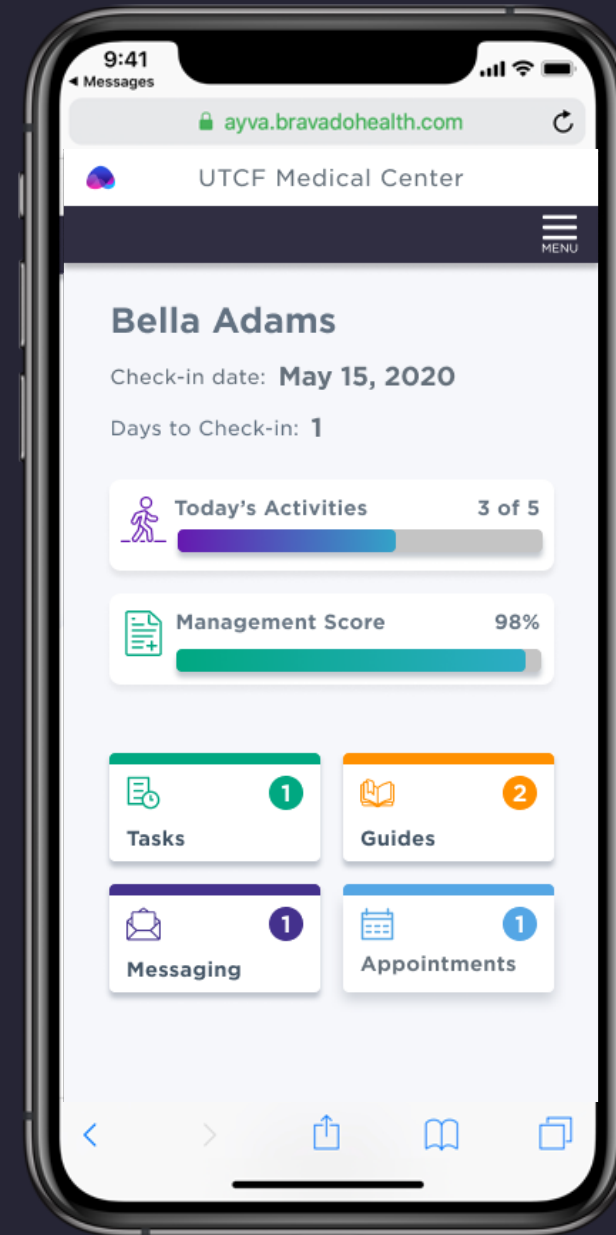 9:41
◀ Messages
ayva.bravadohealth.com
UTCF Medical Center
MENU
Bella Adams
Check-in date: May 15, 2020
Days to Check-in: 1
Today's Activities 3 of 5
Management Score 98%
1 2
Tasks Guides
1 1
Messaging Appointments